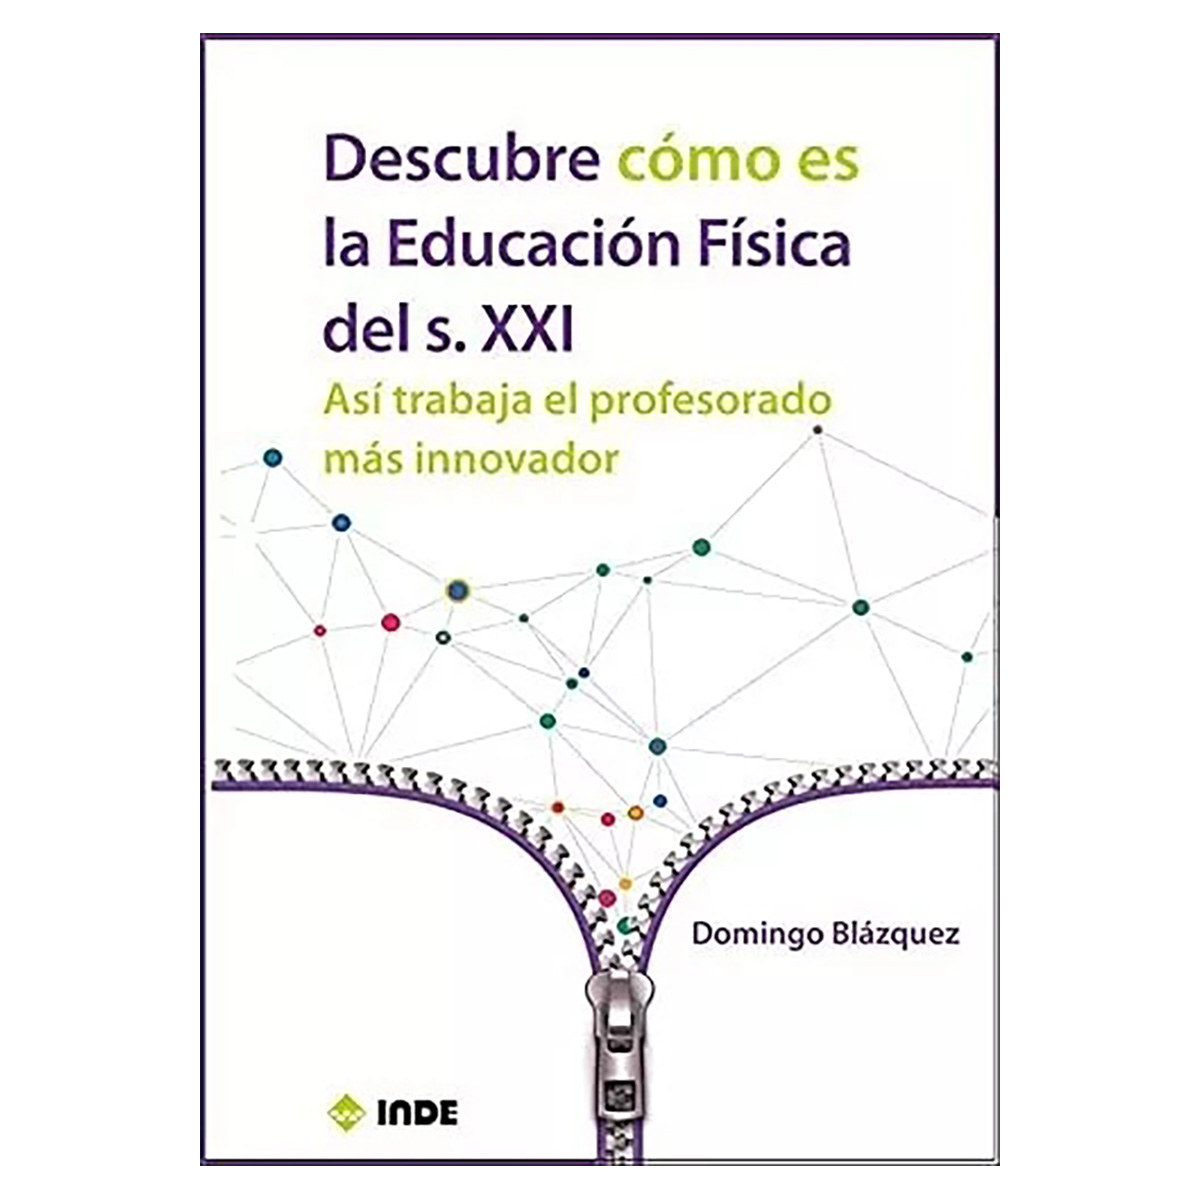 Descubre cómo es
la Educación Física
del s. XXI
Así trabaja el profesorado
más innovador
Domingo Blázquez
INDE